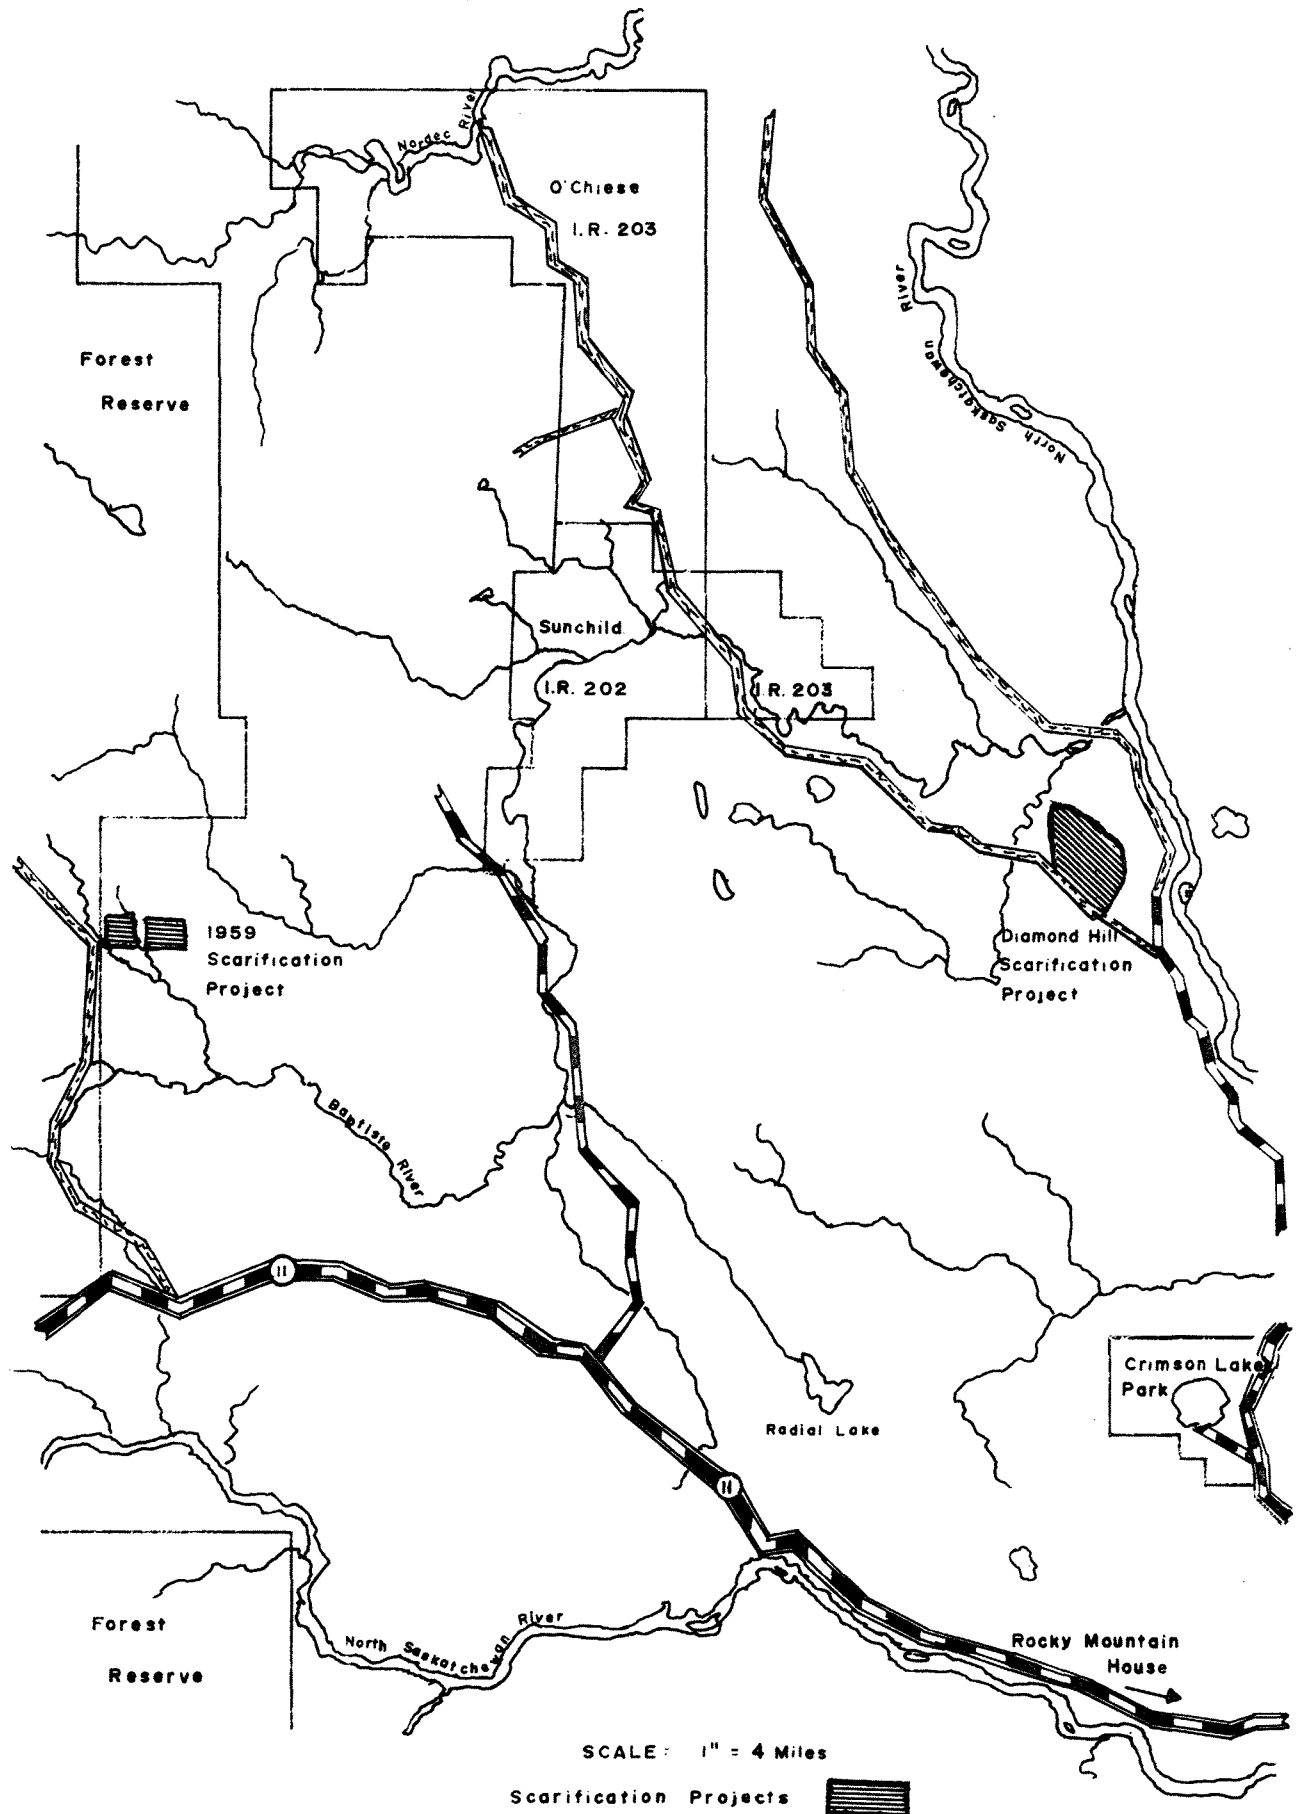 Nordec River
O'Chiese
I.R. 203
River
North Saskatchewan
Forest
Reserve
Sunchild
I.R. 202
I.R. 203
1959
Scarification
Project
Diamond Hill
Scarification
Project
Baptiste River
11
Crimson Lake
Park
Radial Lake
11
Forest
Reserve
North Saskatchewan River
Rocky Mountain
House
SCALE: 1" = 4 Miles
Scarification Projects